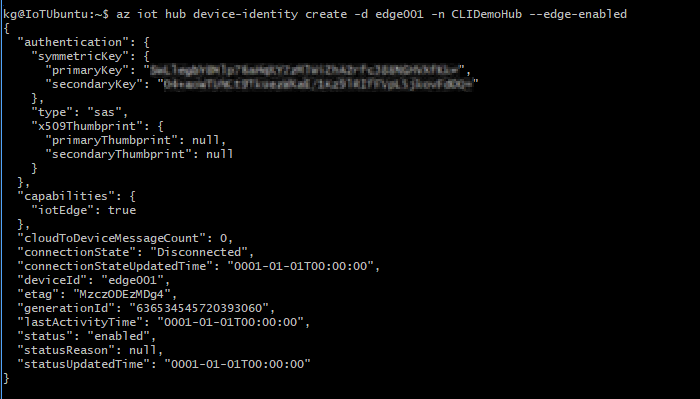 kg@IoTUbuntu:~$ az iot hub device-identity create -d edge001 -n CLIDemoHub --edge-enabled
{
  "authentication": {
    "symmetricKey": {
      "primaryKey": "
      "secondaryKey": "
    },
    "type": "sas",
    "x509Thumbprint": {
      "primaryThumbprint": null,
      "secondaryThumbprint": null
    }
  },
  "capabilities": {
    "iotEdge": true
  },
  "cloudToDeviceMessageCount": 0,
  "connectionState": "Disconnected",
  "connectionStateUpdatedTime": "0001-01-01T00:00:00",
  "deviceId": "edge001",
  "etag": "MzczODEzMDg4",
  "generationId": "636534545720393060",
  "lastActivityTime": "0001-01-01T00:00:00",
  "status": "enabled",
  "statusReason": null,
  "statusUpdatedTime": "0001-01-01T00:00:00"
}